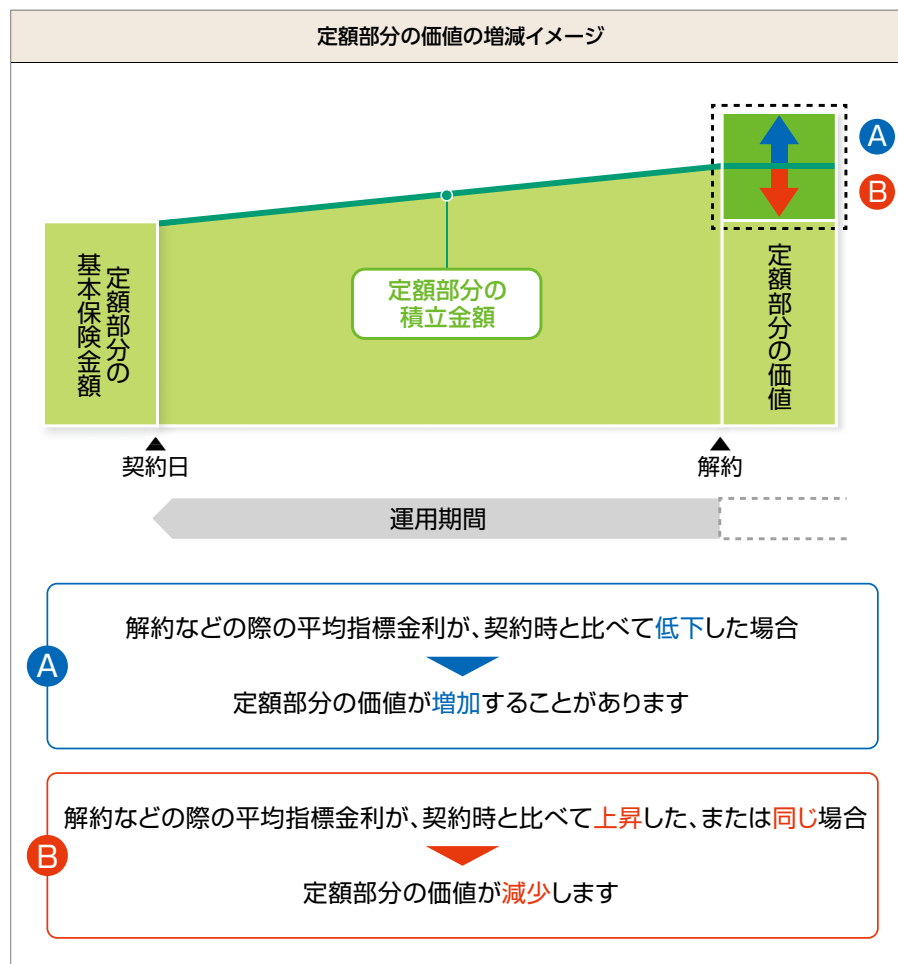 定額部分の価値の増減イメージ
A
B
定額部分の
基本保険金額
定額部分の
積立金額
定額部分の価値
契約日
解約
運用期間
A
解約などの際の平均指標金利が、契約時と比べて低下した場合
定額部分の価値が増加することがあります
B
解約などの際の平均指標金利が、契約時と比べて上昇した、または同じ場合
定額部分の価値が減少します